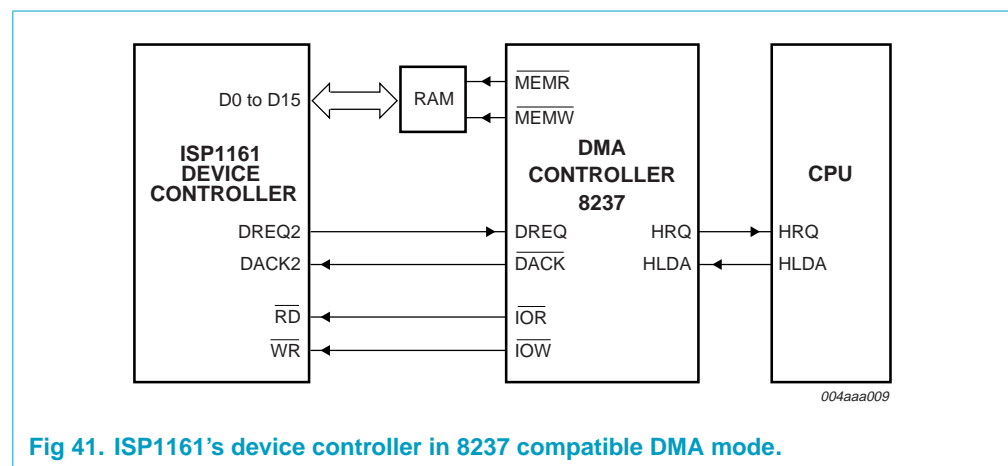 D0 to D15
RAM
MEMR
MEMW
ISP1161
DEVICE
CONTROLLER
DMA
CONTROLLER
8237
CPU
DREQ2
DREQ
HRQ
HRQ
DACK2
DACK
HLDA
HLDA
RD
IOR
WR
IOW
004aaa009
Fig 41. ISP1161's device controller in 8237 compatible DMA mode.